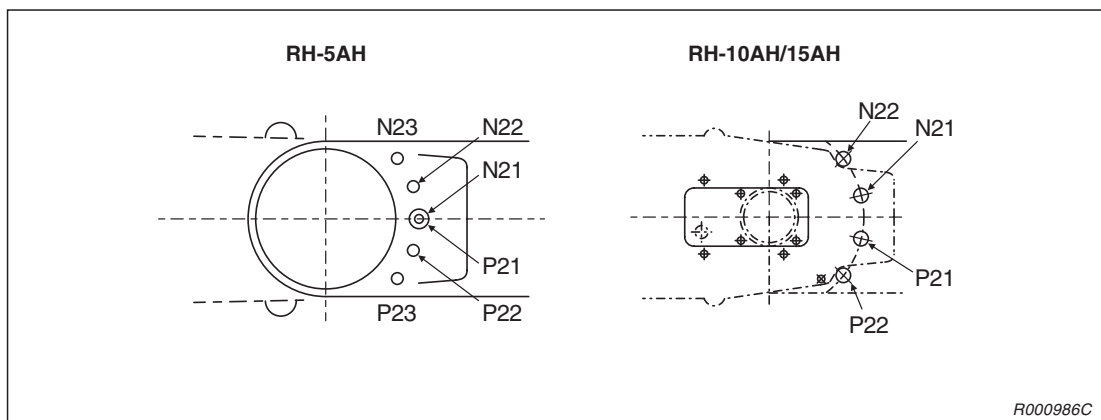 RH-5AH
RH-10AH/15AH
N23
N22
N21
P21
P22
P23
N22
N21
P21
P22
R000986C